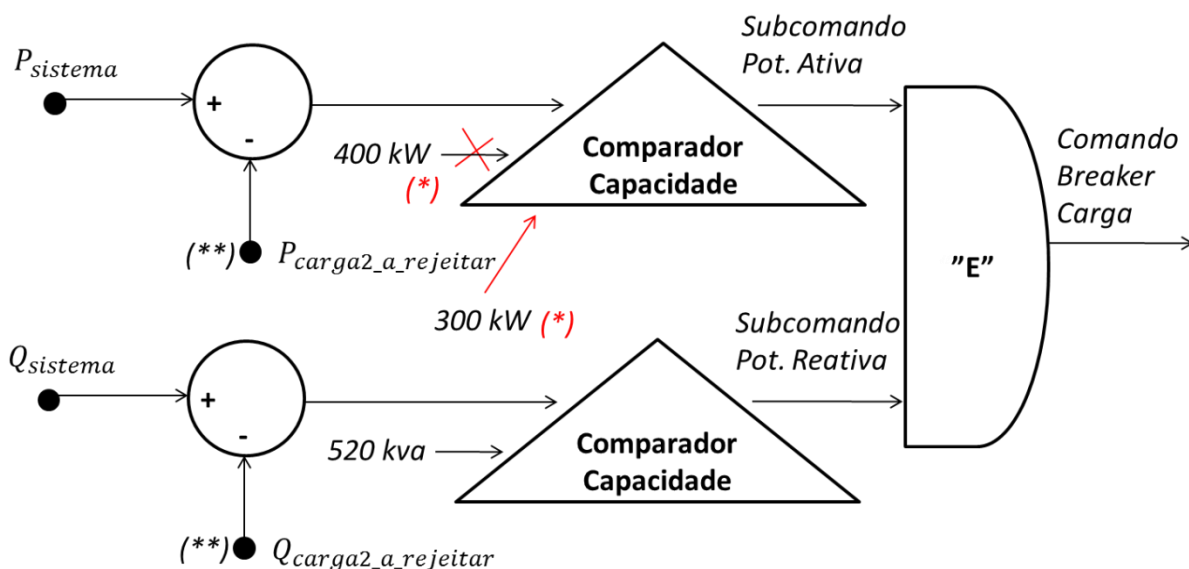 Subcomando
Pot. Ativa
P_sistema
+
-
400 kW
(*)
Comparador
Capacidade
Comando
Breaker
Carga
(**)
P_carga2_a_rejeitar
"E"
300 kW (*)
Subcomando
Pot. Reativa
Q_sistema
+
-
520 kva
Comparador
Capacidade
(**)
Q_carga2_a_rejeitar